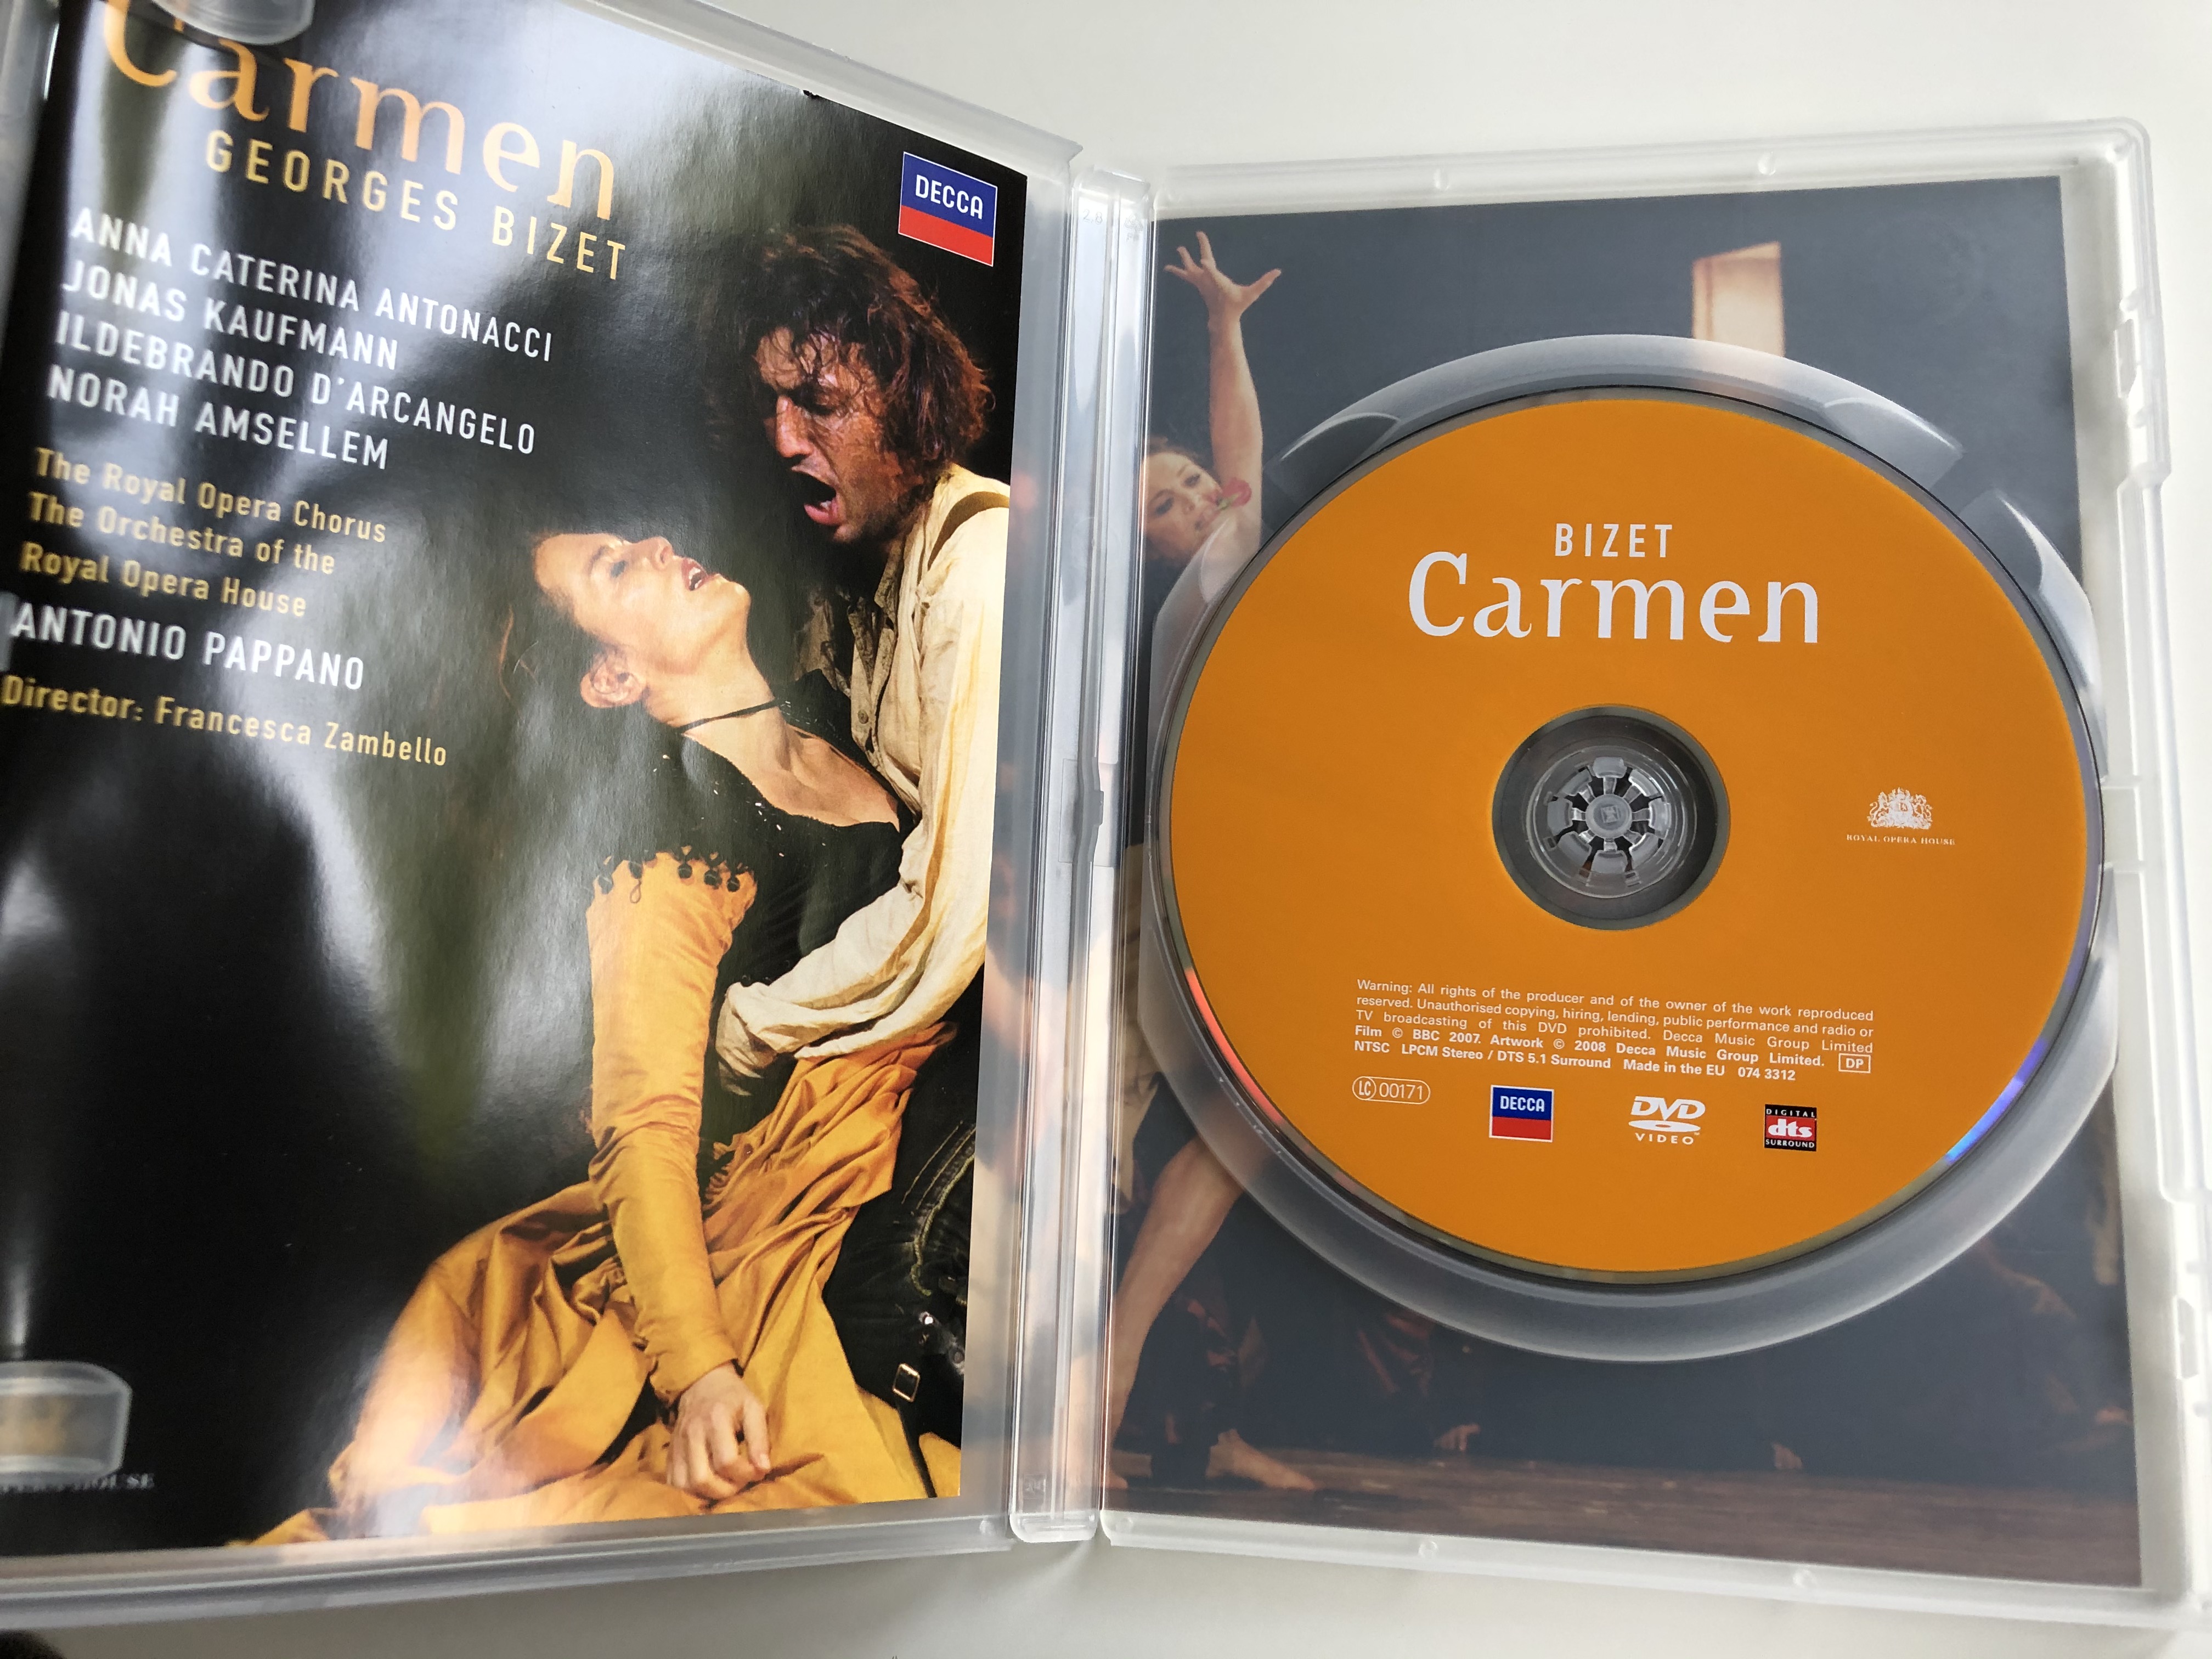 Carmen
GEORGES BIZET
DECCA
ANNA CATERINA ANTONACCI
JONAS KAUFMANN
ILDEBRANDO D'ARCANGELO
NORAH AMSELLEM
The Royal Opera Chorus
The Orchestra of the
Royal Opera House
ANTONIO PAPPANO
Director: Francesca Zambello
BIZET
Carmen
ROYAL OPERA HOUSE
Warning: All rights of the producer and of the owner of the work reproduced
reserved. Unauthorised copying, hiring, lending, public performance and radio or
TV broadcasting of this DVD prohibited. Decca Music Group Limited
Film © BBC 2007. Artwork © 2008 Decca Music Group Limited. DP
NTSC LPCM Stereo / DTS 5.1 Surround Made in the EU 074 3312
LC 00171
DECCA
DVD
VIDEO
DIGITAL
dts
SURROUND